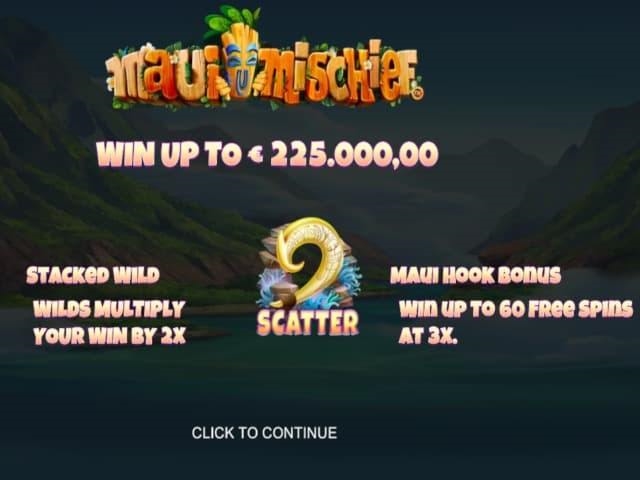 Maui Mischief
WIN UP TO € 225.000,00
STACKED WILD
WILDS MULTIPLY
YOUR WIN BY 2X
SCATTER
MAUI HOOK BONUS
WIN UP TO 60 FREE SPINS
AT 3X.
CLICK TO CONTINUE